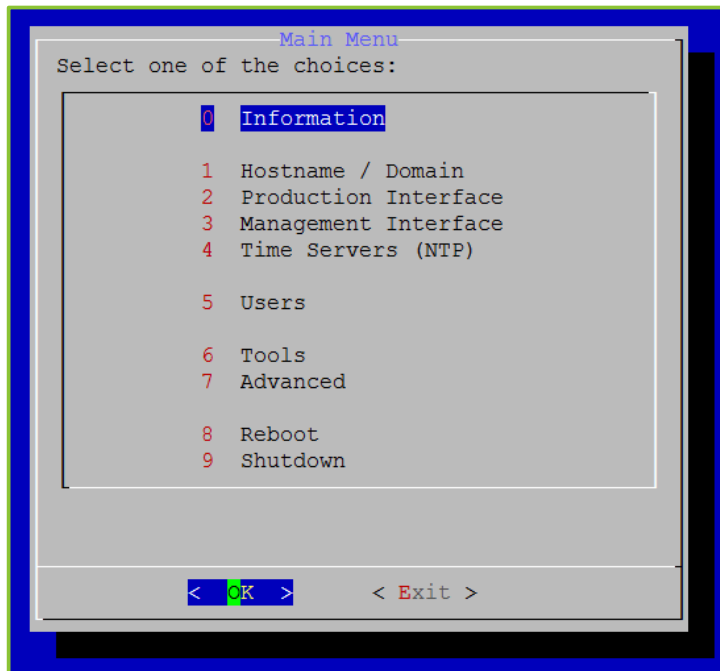 Main Menu
Select one of the choices:
0 Information
1 Hostname / Domain
2 Production Interface
3 Management Interface
4 Time Servers (NTP)
5 Users
6 Tools
7 Advanced
8 Reboot
9 Shutdown
< OK > < Exit >